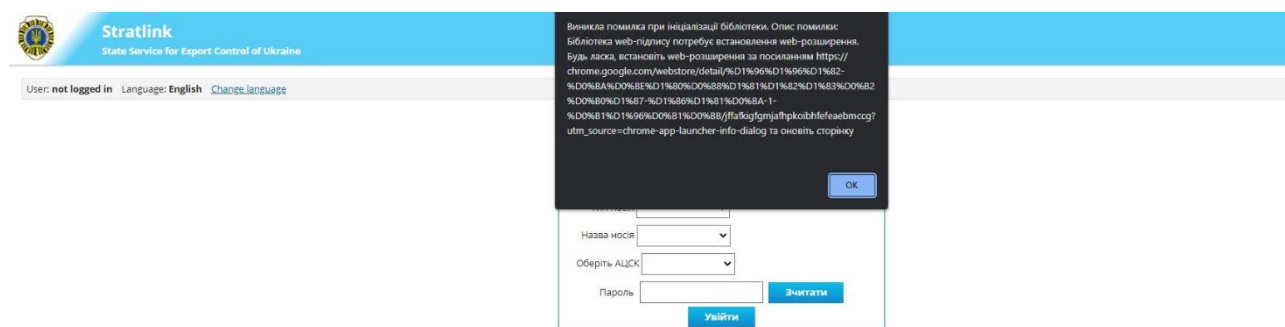 Stratlink
State Service for Export Control of Ukraine
User: not logged in Language: English Change language
Виникла помилка при ініціалізації бібліотеки. Опис помилки:
Бібліотека web-підпису потребує встановлення web-розширення.
Будь ласка, встановіть web-розширення за посиланням https://
chrome.google.com/webstore/detail/%D1%96%D1%96%D1%82-
%D0%BA%D0%BE%D1%80%D0%B8%D1%81%D1%82%D1%83%D0%B2
%D0%B0%D1%87-%D1%86%D1%81%D0%BA-1-
%D0%B1%D1%96%D0%B1%D0%BB/jffafkigfgmjafhpkoibhfefeaebmccg?
utm_source=chrome-app-launcher-info-dialog та оновіть сторінку
OK
Назва носія
Оберіть АЦСК
Пароль Зчитати
Увійти